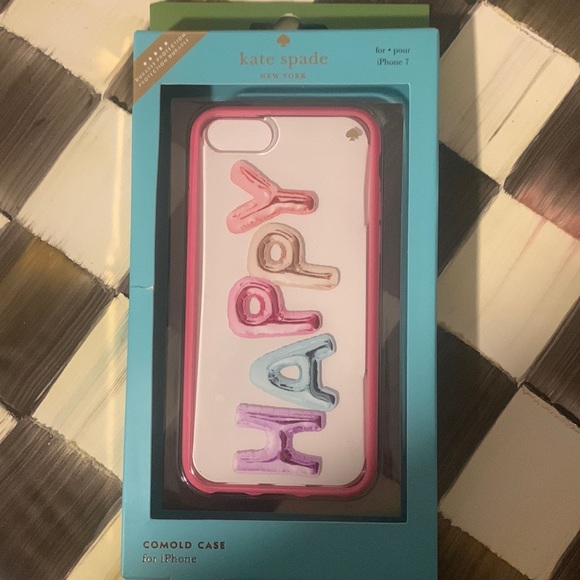 kate spade
NEW YORK
for • pour
iPhone 7
HAPPY
COMOLD CASE
for iPhone